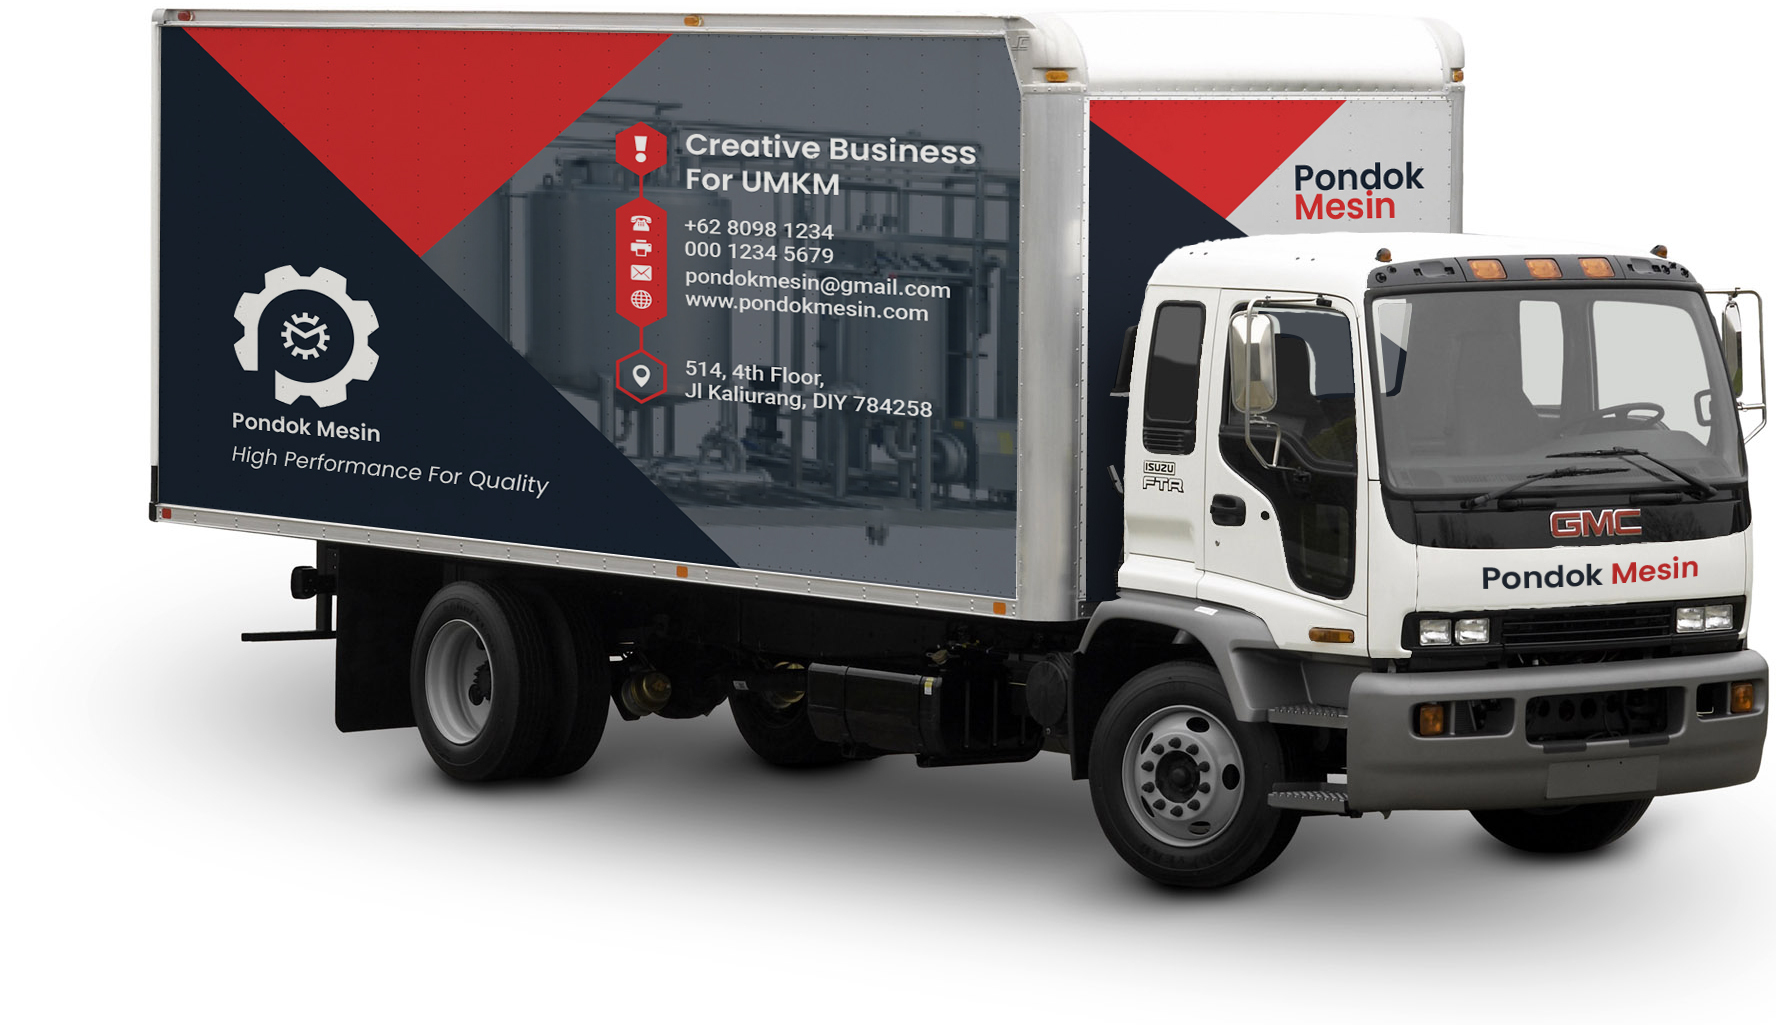 Creative Business
For UMKM
+62 8098 1234
000 1234 5679
pondokmesin@gmail.com
www.pondokmesin.com
514, 4th Floor,
Jl Kaliurang, DIY 784258
Pondok Mesin
High Performance For Quality
Pondok
Mesin
ISUZU
FTR
GMC
Pondok Mesin